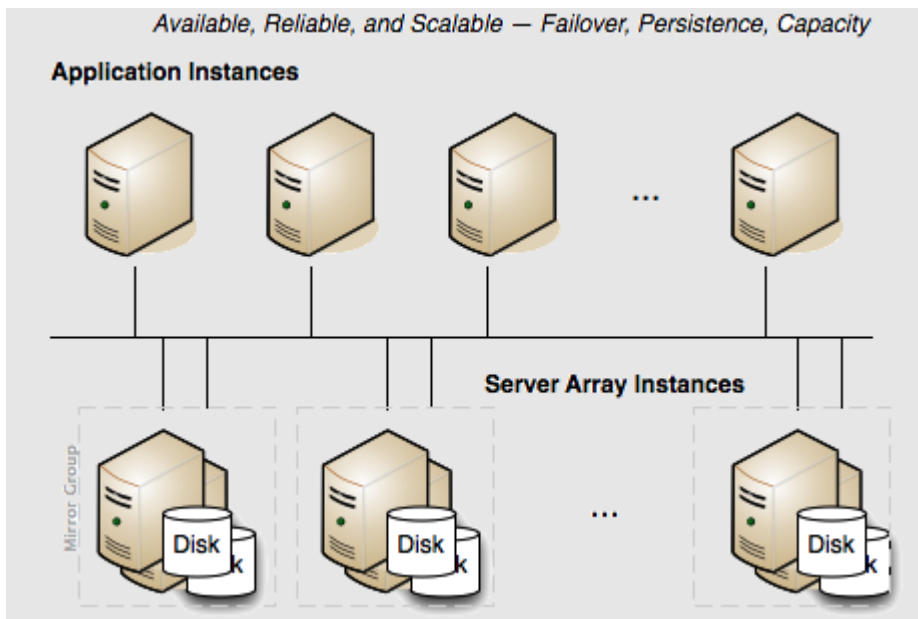 Available, Reliable, and Scalable — Failover, Persistence, Capacity
Application Instances
...
Server Array Instances
Mirror Group
...
Disk
k
Disk
k
Disk
k